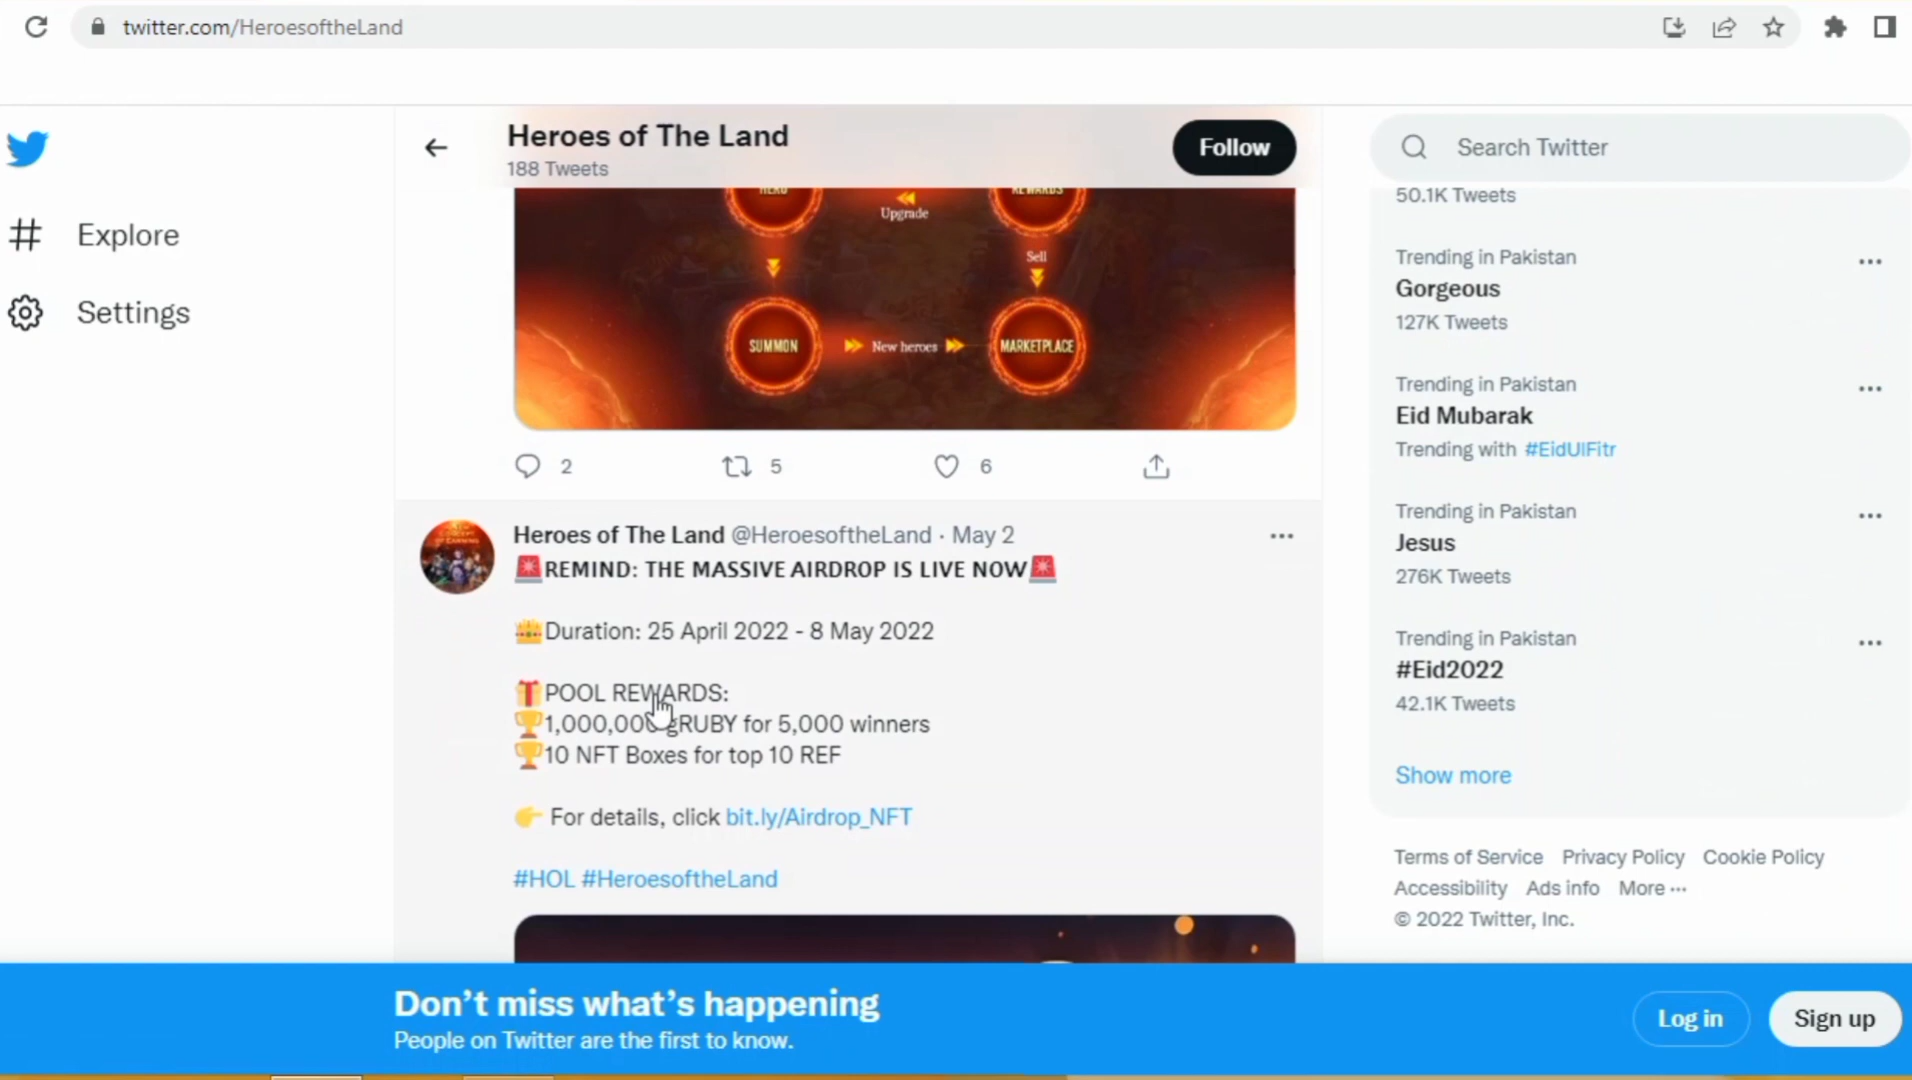 twitter.com/HeroesoftheLand
Heroes of The Land
188 Tweets
Follow
Search Twitter
Explore
Settings
HERO
REWARDS
Upgrade
Sell
SUMMON
New heroes
MARKETPLACE
2
5
6
Heroes of The Land @HeroesoftheLand · May 2
🚨REMIND: THE MASSIVE AIRDROP IS LIVE NOW🚨
👑Duration: 25 April 2022 - 8 May 2022
🎁POOL REWARDS:
🏆1,000,000 gRUBY for 5,000 winners
🏆10 NFT Boxes for top 10 REF
👉 For details, click bit.ly/Airdrop_NFT
#HOL #HeroesoftheLand
50.1K Tweets
Trending in Pakistan
Gorgeous
127K Tweets
Trending in Pakistan
Eid Mubarak
Trending with #EidUlFitr
Trending in Pakistan
Jesus
276K Tweets
Trending in Pakistan
#Eid2022
42.1K Tweets
Show more
Terms of Service Privacy Policy Cookie Policy
Accessibility Ads info More ···
© 2022 Twitter, Inc.
Don’t miss what’s happening
People on Twitter are the first to know.
Log in
Sign up